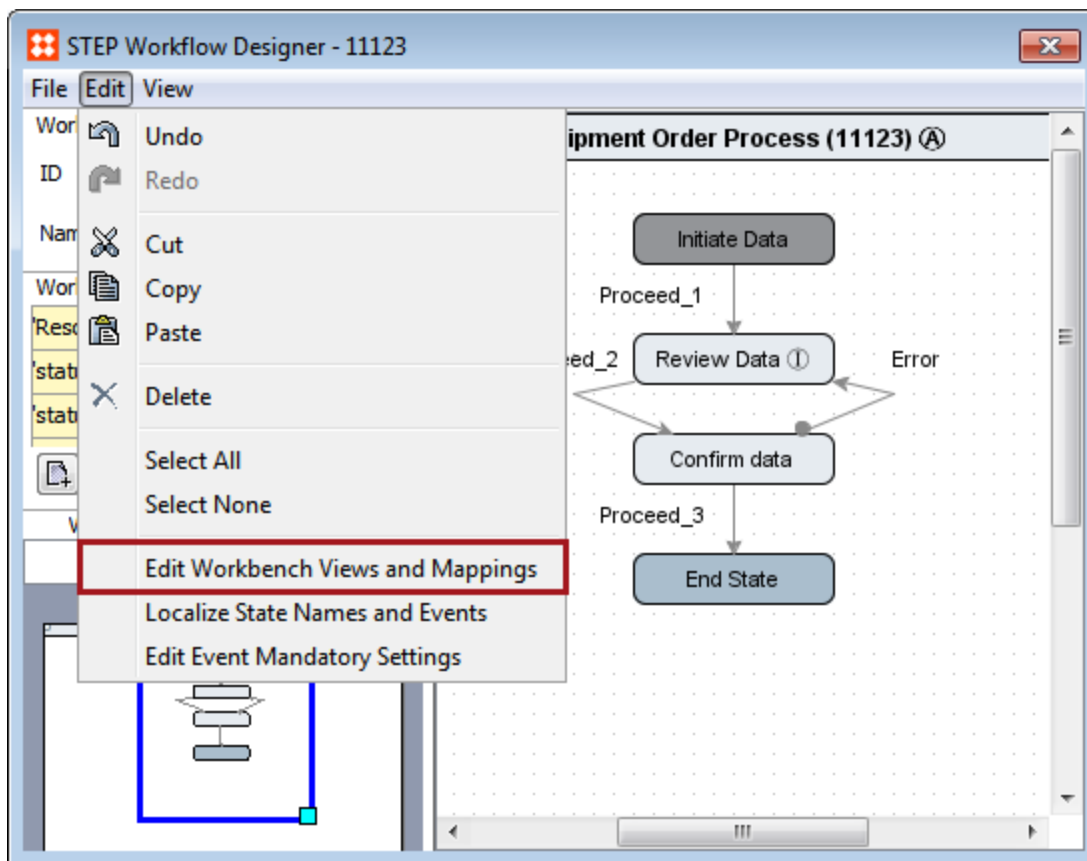 STEP Workflow Designer - 11123
File Edit View
Undo
ID
Redo
Cut
Copy
Paste
Delete
Select All
Select None
Edit Workbench Views and Mappings
Localize State Names and Events
Edit Event Mandatory Settings
ipment Order Process (11123) Ⓐ
Initiate Data
Proceed_1
ed_2
Review Data Ⓘ
Error
Confirm data
Proceed_3
End State